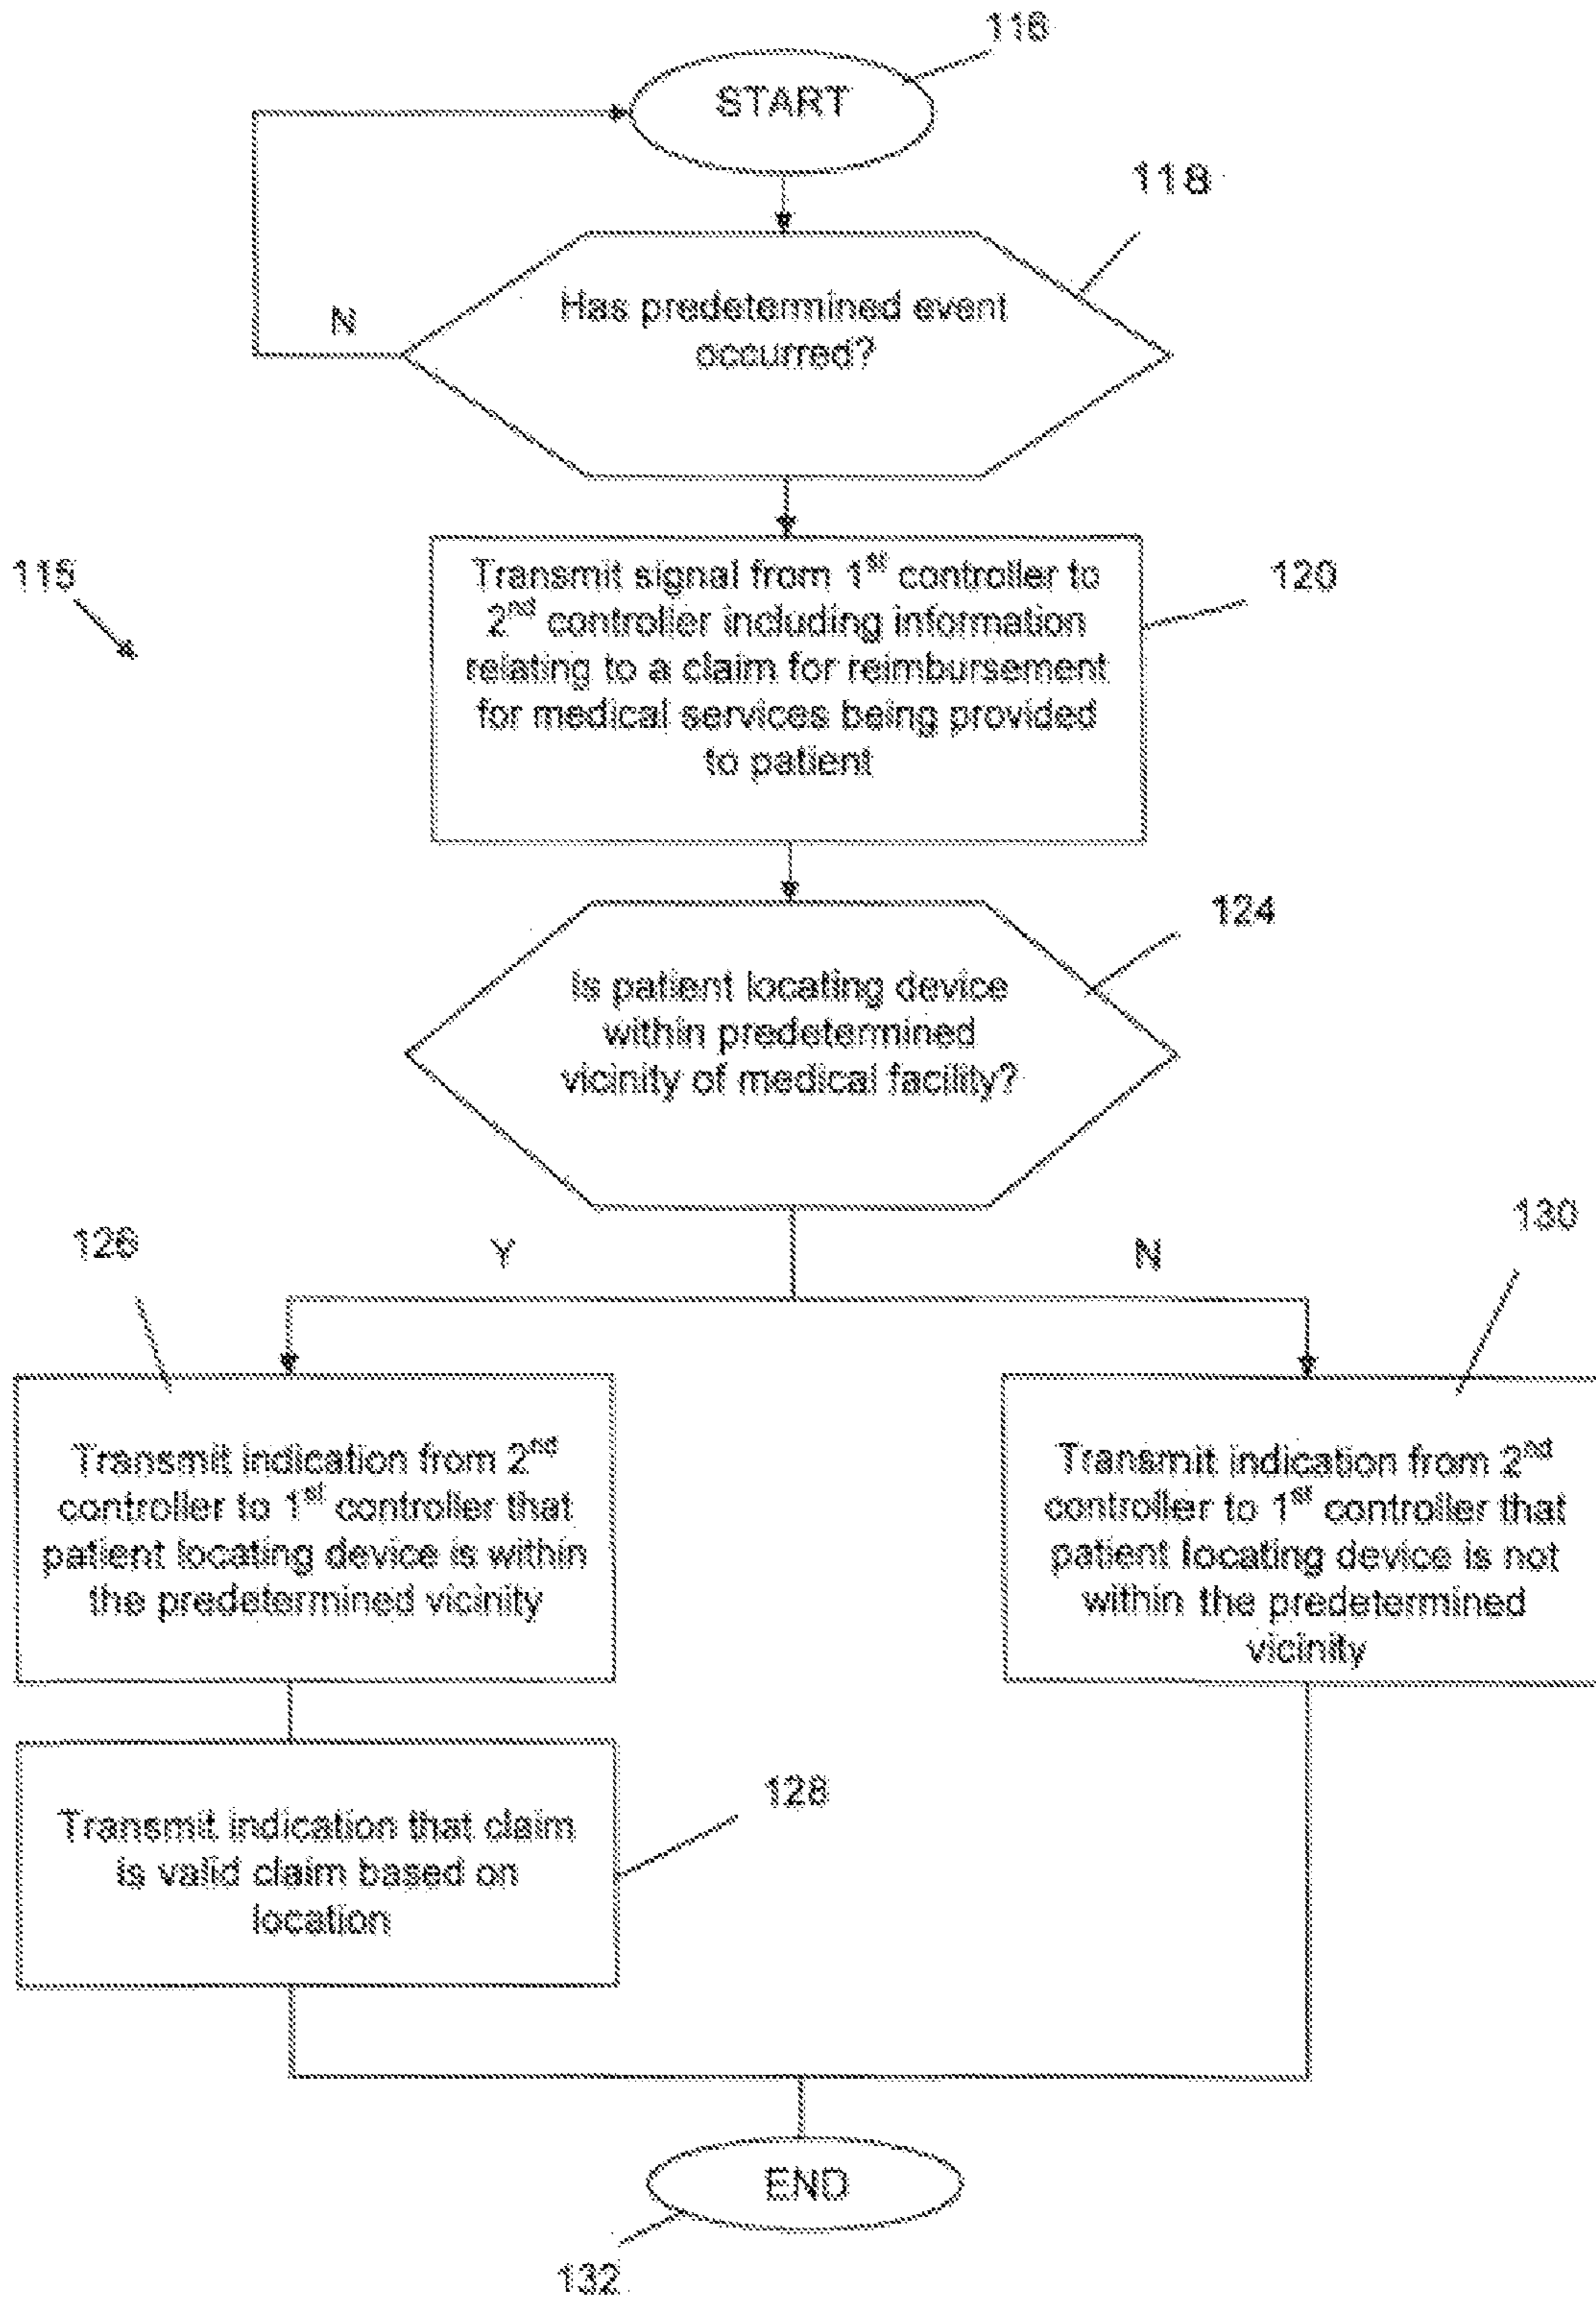 116
START
118
Has predetermined event
occurred?
N
115
Transmit signal from 1st controller to
2nd controller including information
relating to a claim for reimbursement
for medical services being provided
to patient
120
124
Is patient locating device
within predetermined
vicinity of medical facility?
126
Y
N
130
Transmit indication from 2nd
controller to 1st controller that
patient locating device is within
the predetermined vicinity
Transmit indication from 2nd
controller to 1st controller that
patient locating device is not
within the predetermined
vicinity
128
Transmit indication that claim
is valid claim based on
location
END
132